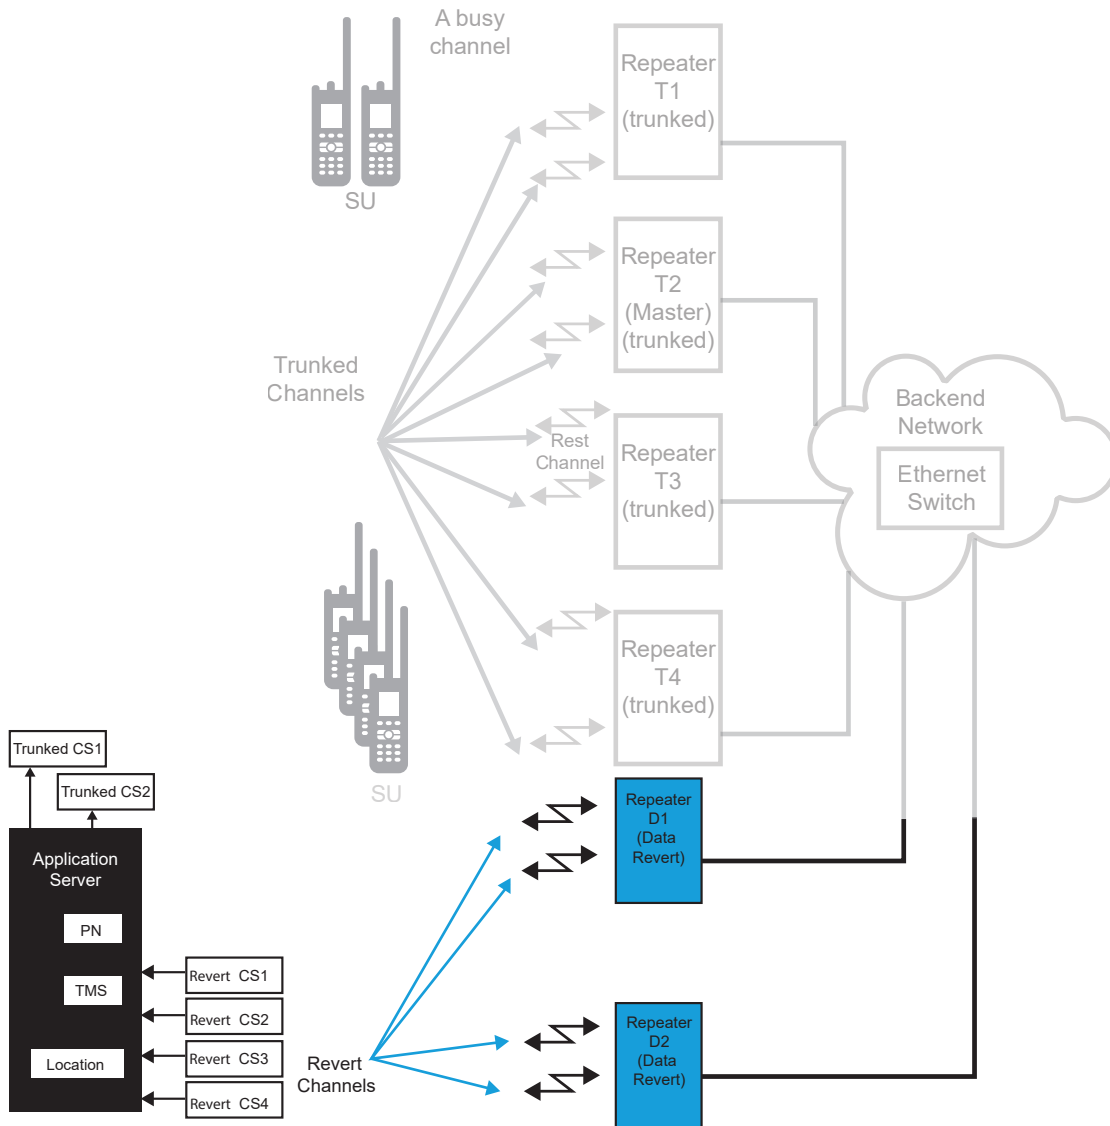 A busy
channel
SU
Repeater
T1
(trunked)
Repeater
T2
(Master)
(trunked)
Trunked
Channels
Rest
Channel
Repeater
T3
(trunked)
Backend
Network
Ethernet
Switch
Repeater
T4
(trunked)
SU
Trunked CS1
Trunked CS2
Application
Server
PN
TMS
Location
Revert CS1
Revert CS2
Revert CS3
Revert CS4
Revert
Channels
Repeater
D1
(Data
Revert)
Repeater
D2
(Data
Revert)